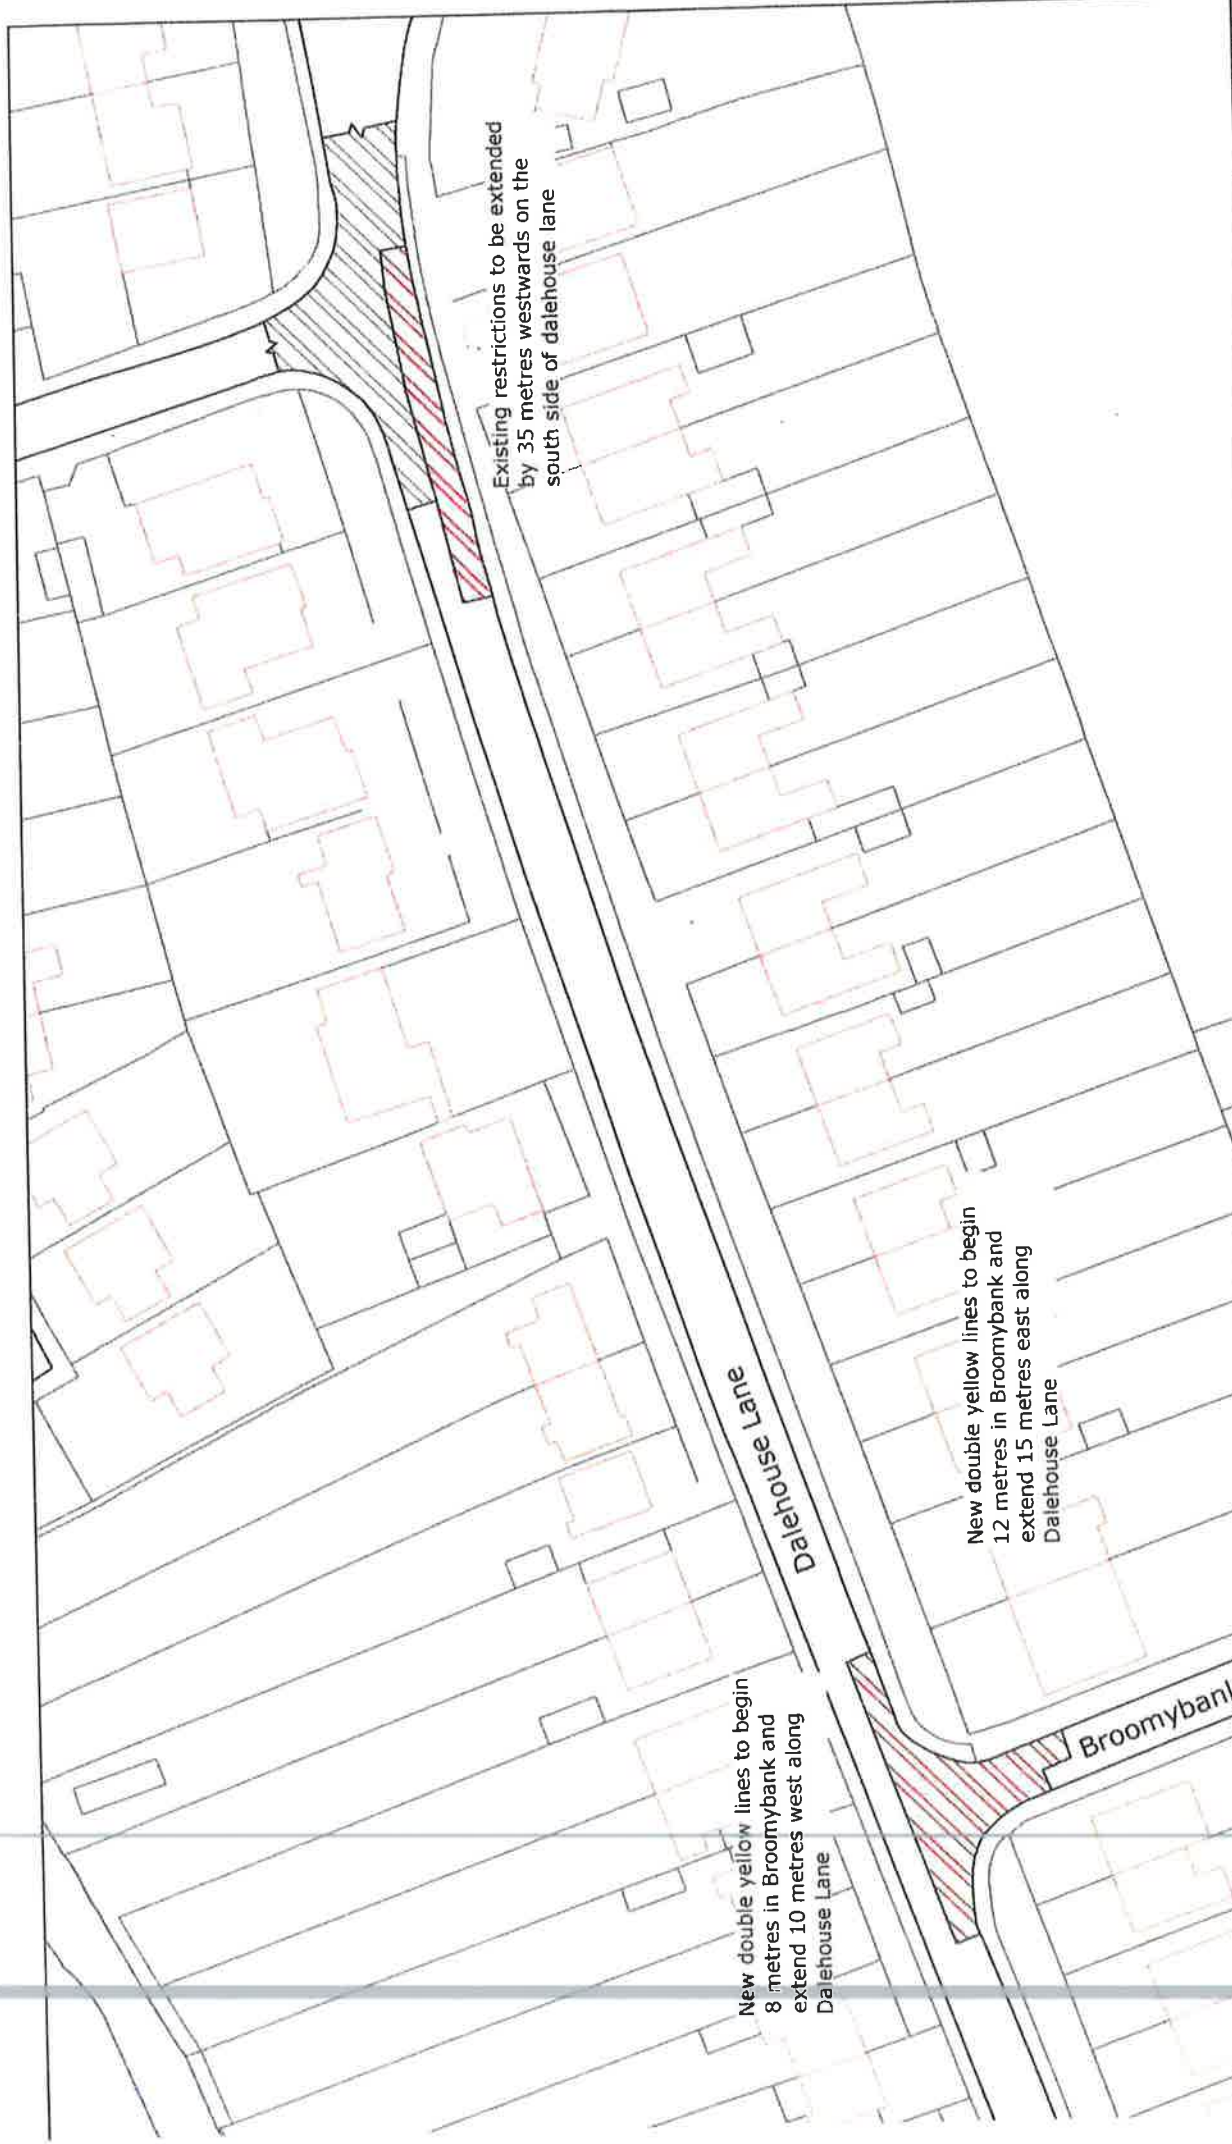 Existing restrictions to be extended
by 35 metres westwards on the
south side of dalehouse lane
Dalehouse Lane
New double yellow lines to begin
12 metres in Broomybank and
extend 15 metres east along
Dalehouse Lane
New double yellow lines to begin
8 metres in Broomybank and
extend 10 metres west along
Dalehouse Lane
Broomybank